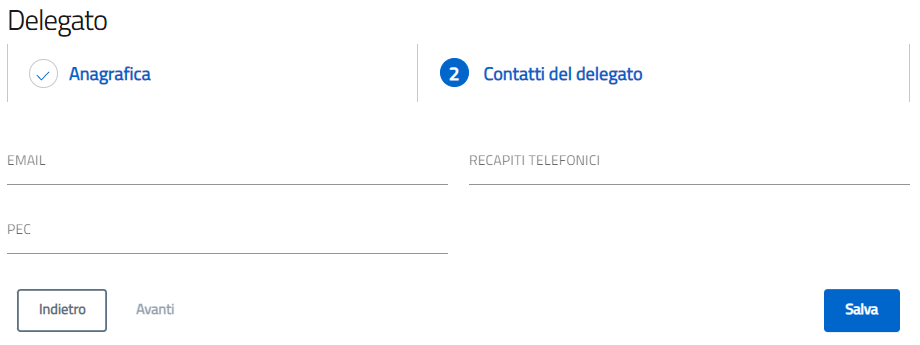 Delegato
Anagrafica
2 Contatti del delegato
EMAIL
RECAPITI TELEFONICI
PEC
Indietro
Avanti
Salva